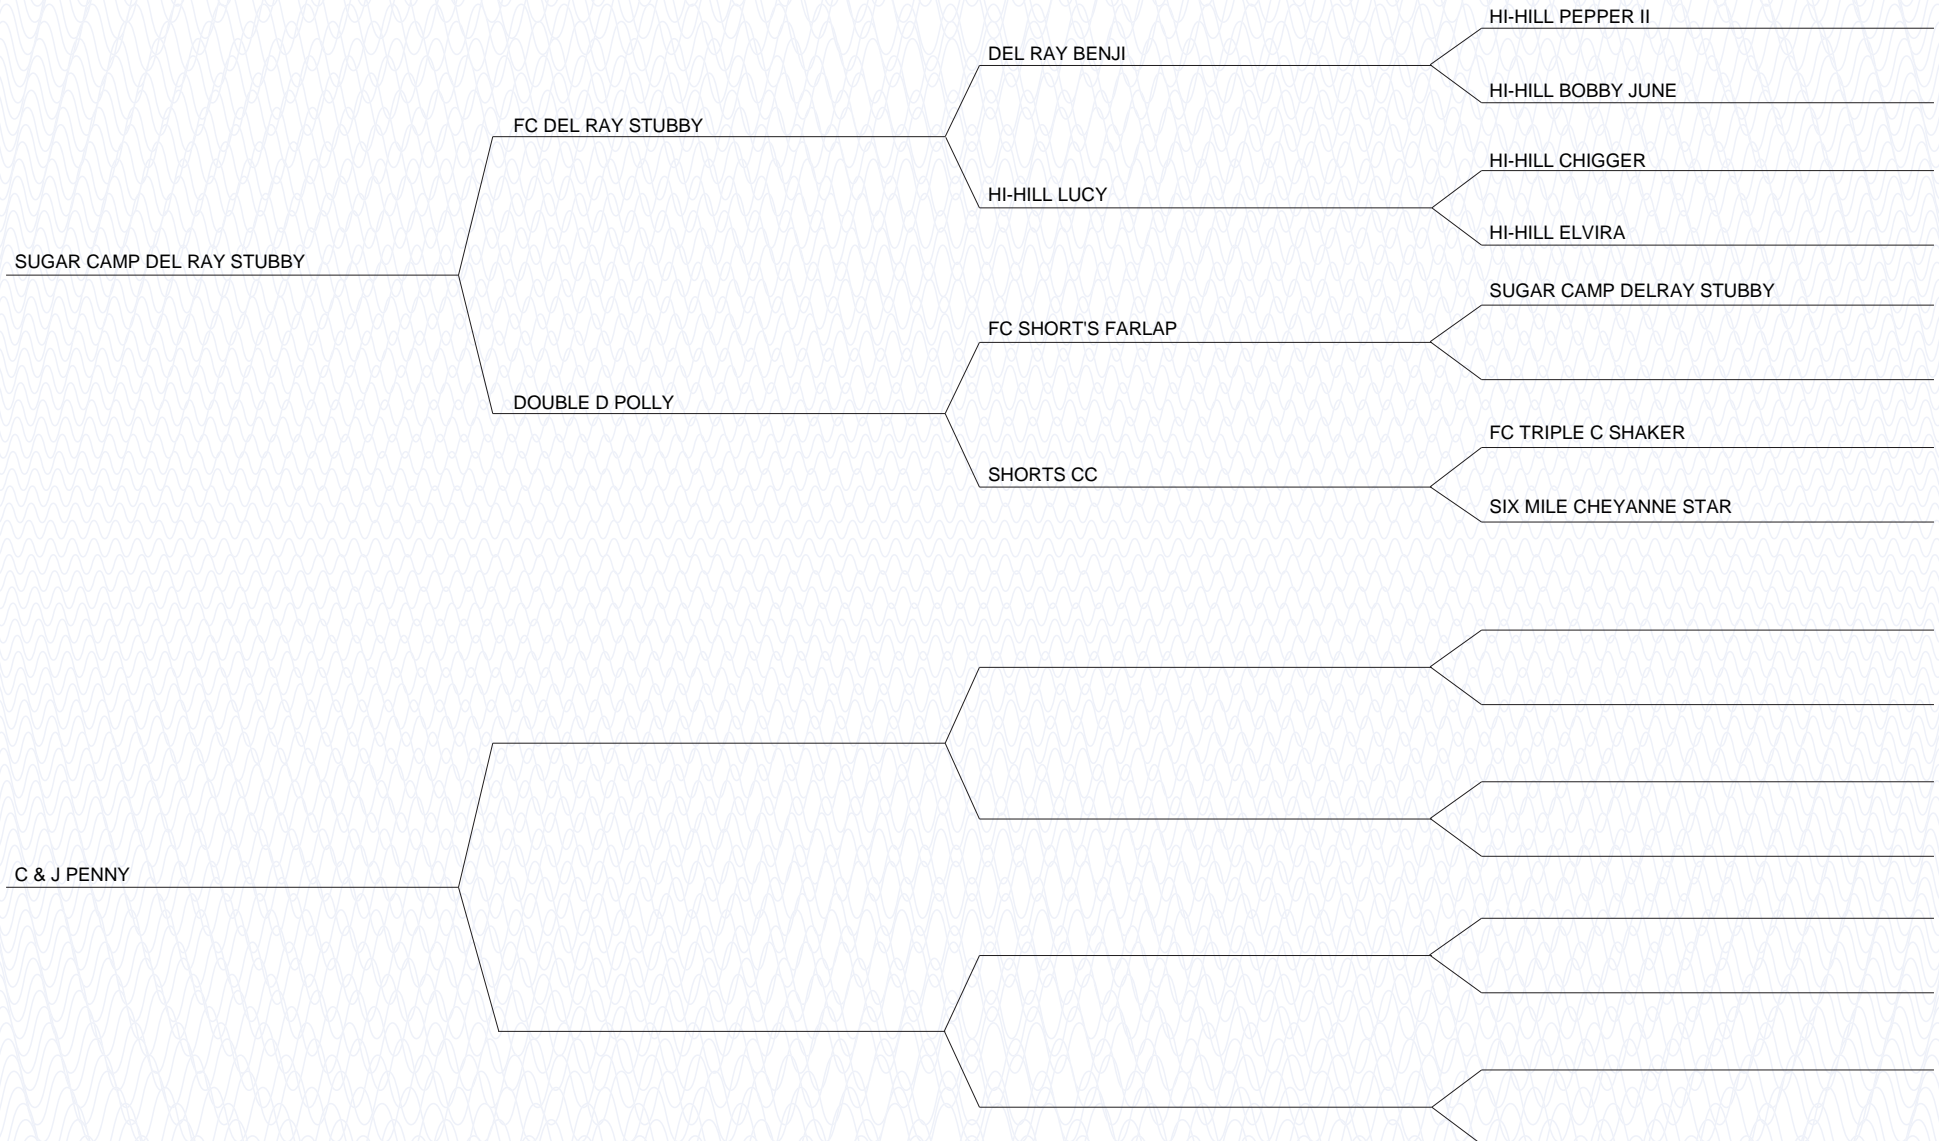 HI-HILL PEPPER II
DEL RAY BENJI
HI-HILL BOBBY JUNE
FC DEL RAY STUBBY
HI-HILL CHIGGER
HI-HILL LUCY
HI-HILL ELVIRA
SUGAR CAMP DEL RAY STUBBY
SUGAR CAMP DELRAY STUBBY
FC SHORT'S FARLAP
DOUBLE D POLLY
FC TRIPLE C SHAKER
SHORTS CC
SIX MILE CHEYANNE STAR
C & J PENNY